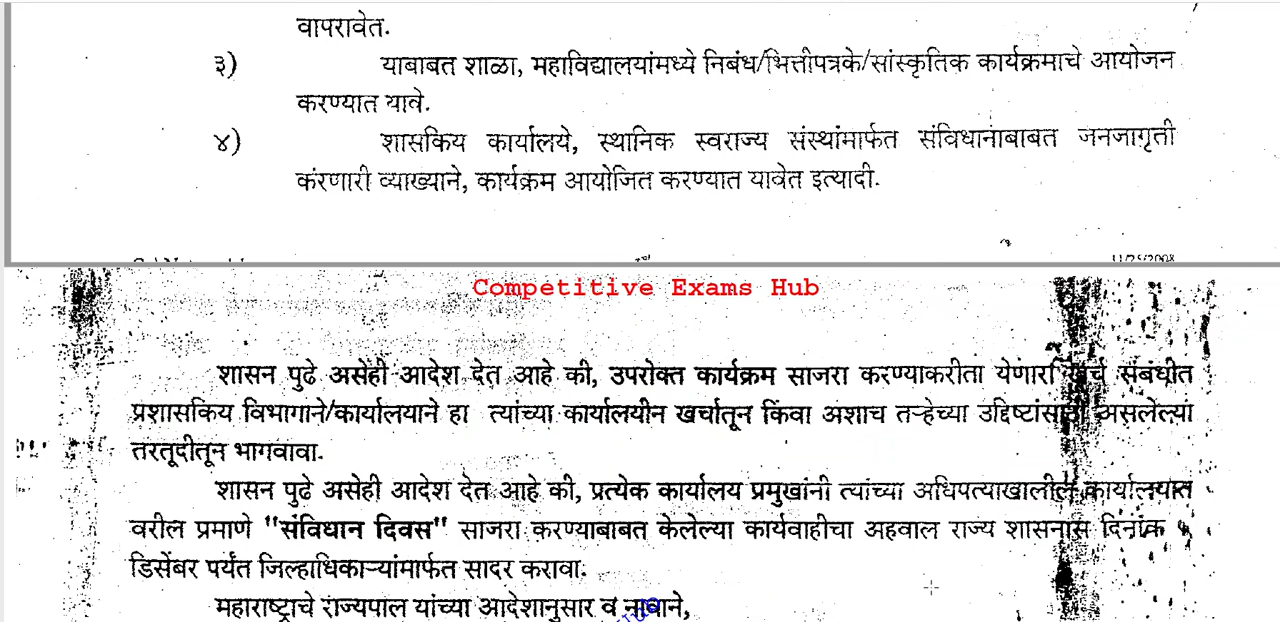 वापरावेत.
३) याबाबत शाळा, महाविद्यालयांमध्ये निबंध/भित्तीपत्रके/सांस्कृतिक कार्यक्रमाचे आयोजन
करण्यात यावे.
४) शासकिय कार्यालये, स्थानिक स्वराज्य संस्थांमार्फत संविधानाबाबत जनजागृती
करणारी व्याख्याने, कार्यक्रम आयोजित करण्यात यावेत इत्यादी.
11/25/2008
Competitive Exams Hub
शासन पुढे असेही आदेश देत आहे की, उपरोक्त कार्यक्रम साजरा करण्याकरीता येणारा खर्च संबंधीत
प्रशासकिय विभागाने/कार्यालयाने हा त्यांच्या कार्यालयीन खर्चातून किंवा अशाच तऱ्हेच्या उद्दिष्टांसाठी असलेल्या
तरतूदीतून भागवावा.
शासन पुढे असेही आदेश देत आहे की, प्रत्येक कार्यालय प्रमुखांनी त्यांच्या अधिपत्याखालील कार्यालयात
वरील प्रमाणे "संविधान दिवस" साजरा करण्याबाबत केलेल्या कार्यवाहीचा अहवाल राज्य शासनास दिनांक
डिसेंबर पर्यंत जिल्हाधिकाऱ्यांमार्फत सादर करावा.
महाराष्ट्राचे राज्यपाल यांच्या आदेशानुसार व नावाने,